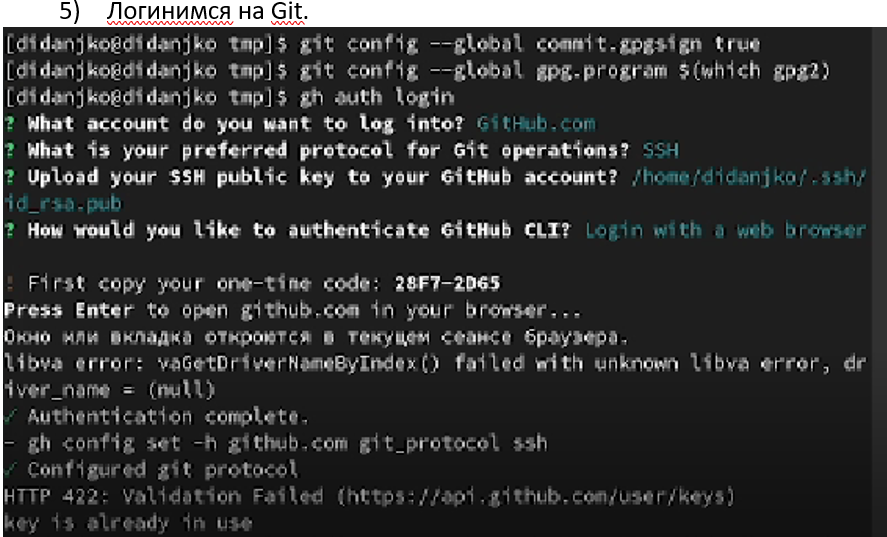 5) Логинимся на Git.
[didanjko@didanjko tmp]$ git config --global commit.gpgsign true
[didanjko@didanjko tmp]$ git config --global gpg.program $(which gpg2)
[didanjko@didanjko tmp]$ gh auth login
? What account do you want to log into? GitHub.com
? What is your preferred protocol for Git operations? SSH
? Upload your SSH public key to your GitHub account? /home/didanjko/.ssh/
id_rsa.pub
? How would you like to authenticate GitHub CLI? Login with a web browser
! First copy your one-time code: 28F7-2D65
Press Enter to open github.com in your browser...
Окно или вкладка откроются в текущем сеансе браузера.
libva error: vaGetDriverNameByIndex() failed with unknown libva error, dr
iver_name = (null)
✓ Authentication complete.
- gh config set -h github.com git_protocol ssh
✓ Configured git protocol
HTTP 422: Validation Failed (https://api.github.com/user/keys)
key is already in use